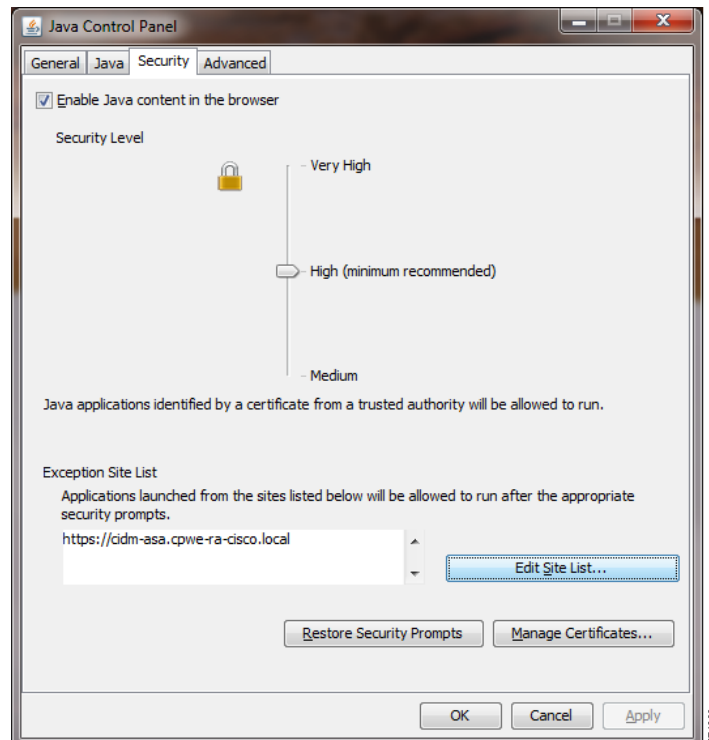 Java Control Panel
General Java Security Advanced
Enable Java content in the browser
Security Level
Very High
High (minimum recommended)
Medium
Java applications identified by a certificate from a trusted authority will be allowed to run.
Exception Site List
Applications launched from the sites listed below will be allowed to run after the appropriate
security prompts.
https://cidm-asa.cpwe-ra-cisco.local
Edit Site List...
Restore Security Prompts Manage Certificates...
OK Cancel Apply